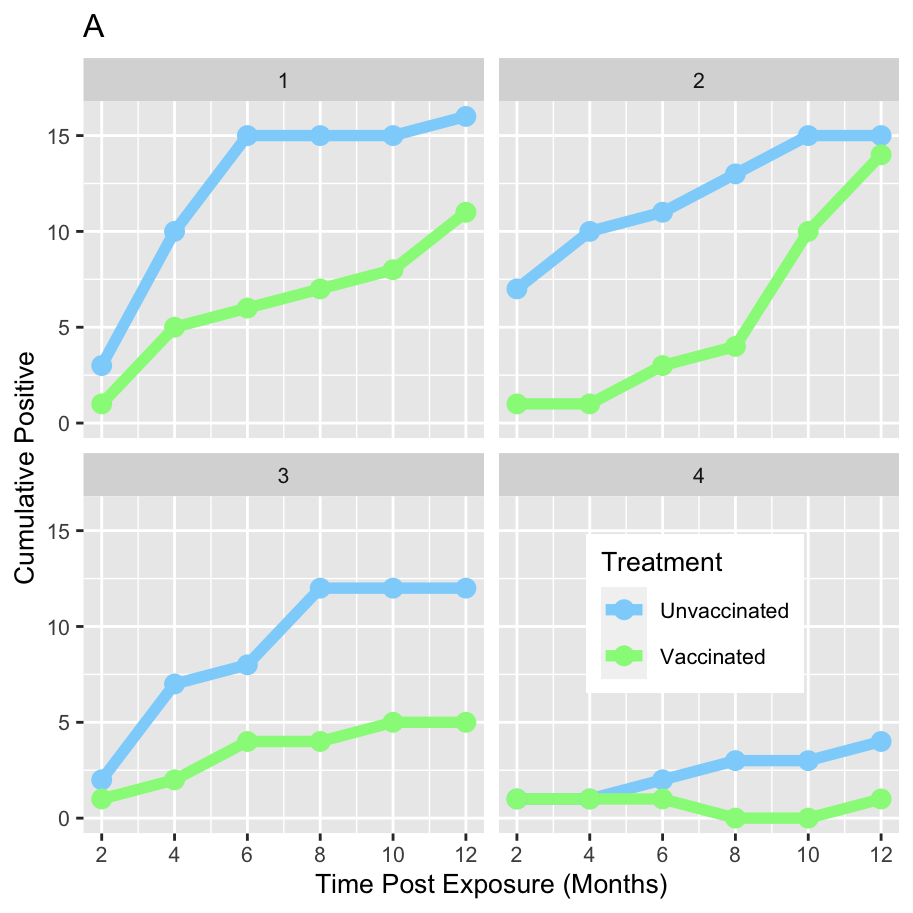 A
1
2
15
10
5
0
Cumulative Positive
3
4
15
10
5
0
Treatment
Unvaccinated
Vaccinated
2 4 6 8 10 12
2 4 6 8 10 12
Time Post Exposure (Months)